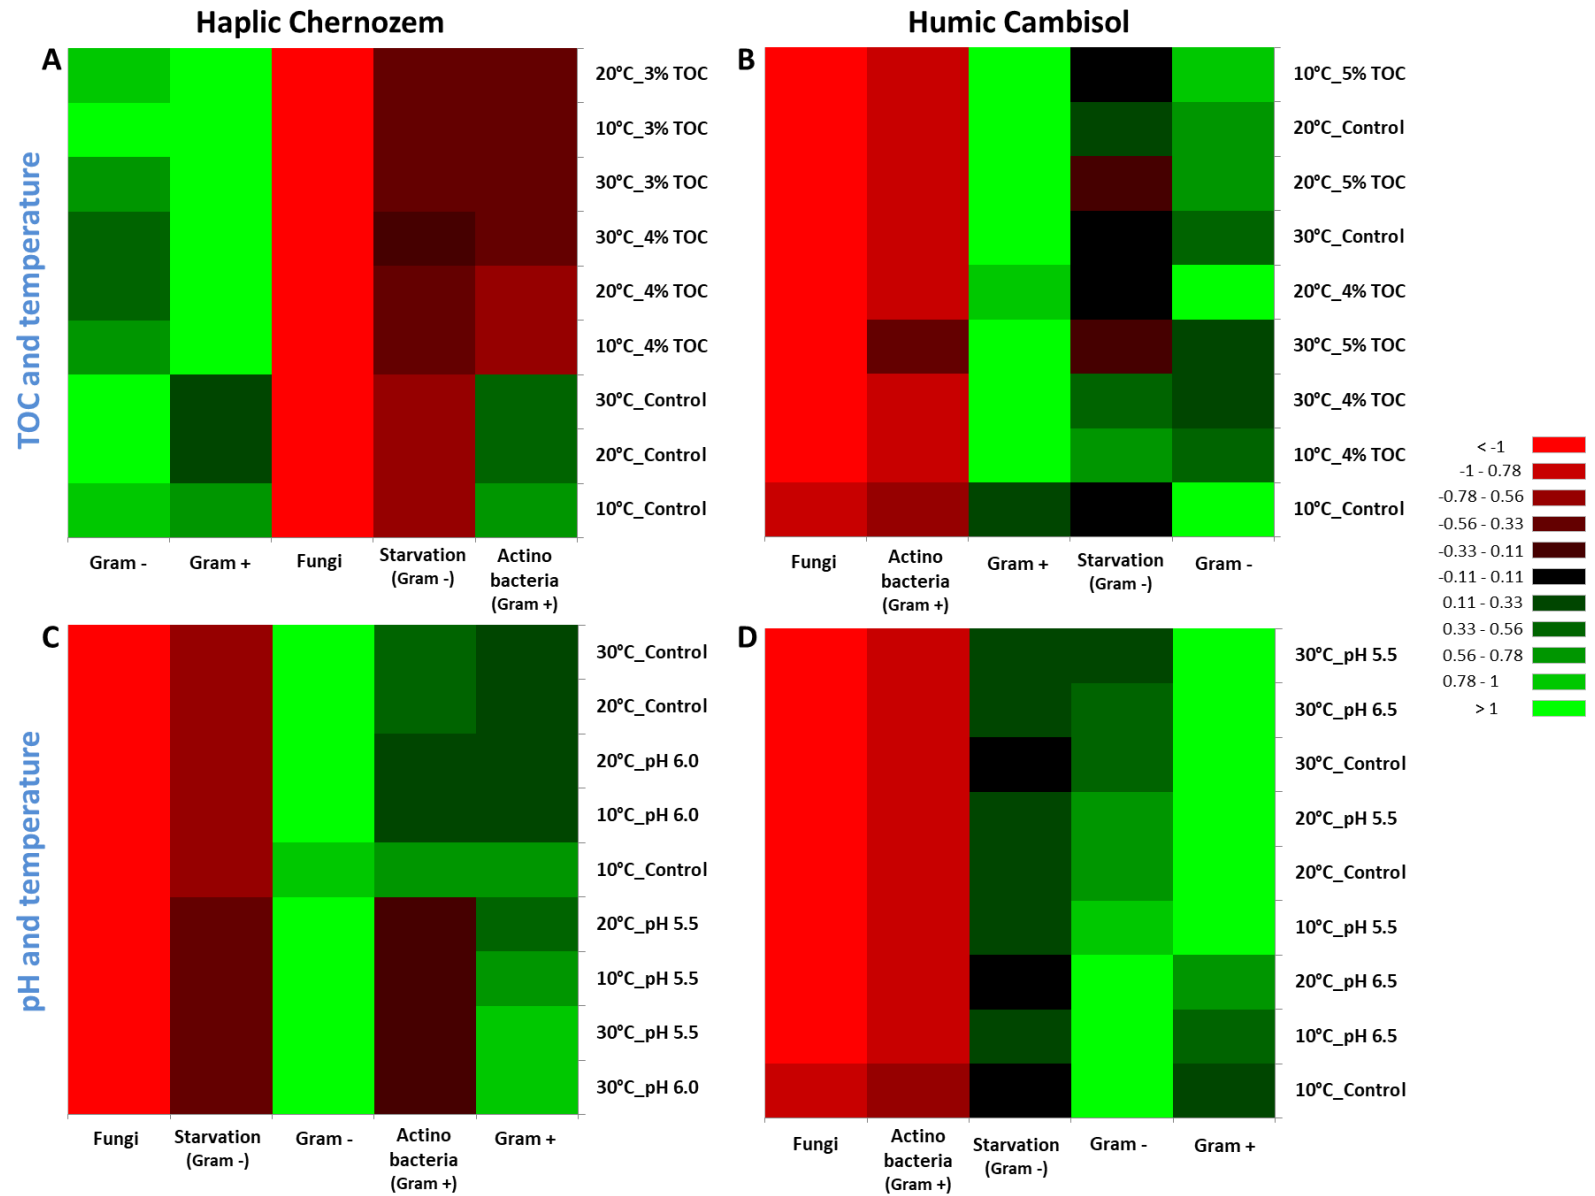 Haplic Chernozem
Humic Cambisol
TOC and temperature
A
20°C_3% TOC
10°C_3% TOC
30°C_3% TOC
30°C_4% TOC
20°C_4% TOC
10°C_4% TOC
30°C_Control
20°C_Control
10°C_Control
Gram -
Gram +
Fungi
Starvation
(Gram -)
Actino
bacteria
(Gram +)
B
10°C_5% TOC
20°C_Control
20°C_5% TOC
30°C_Control
20°C_4% TOC
30°C_5% TOC
30°C_4% TOC
10°C_4% TOC
10°C_Control
Fungi
Actino
bacteria
(Gram +)
Gram +
Starvation
(Gram -)
Gram -
< -1
-1 - 0.78
-0.78 - 0.56
-0.56 - 0.33
-0.33 - 0.11
-0.11 - 0.11
0.11 - 0.33
0.33 - 0.56
0.56 - 0.78
0.78 - 1
> 1
pH and temperature
C
30°C_Control
20°C_Control
20°C_pH 6.0
10°C_pH 6.0
10°C_Control
20°C_pH 5.5
10°C_pH 5.5
30°C_pH 5.5
30°C_pH 6.0
Fungi
Starvation
(Gram -)
Gram -
Actino
bacteria
(Gram +)
Gram +
D
30°C_pH 5.5
30°C_pH 6.5
30°C_Control
20°C_pH 5.5
20°C_Control
10°C_pH 5.5
20°C_pH 6.5
10°C_pH 6.5
10°C_Control
Fungi
Actino
bacteria
(Gram +)
Starvation
(Gram -)
Gram -
Gram +